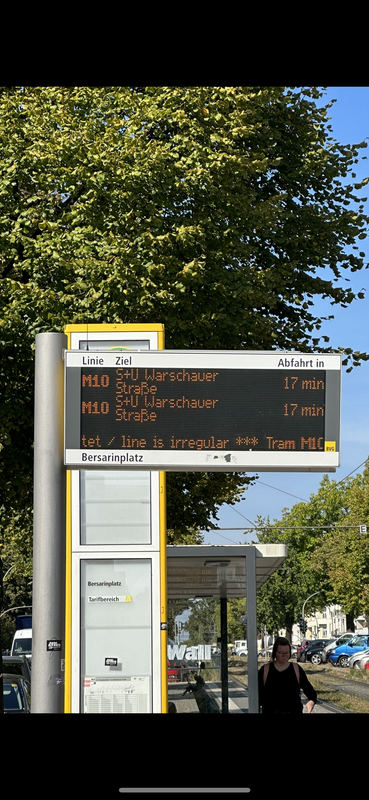 Linie Ziel Abfahrt in
M10 S+U Warschauer Straße 17 min
M10 S+U Warschauer Straße 17 min
tet / line is irregular *** Tram M10
BVG
Bersarinplatz
Bersarinplatz
Tarifbereich A
Wall